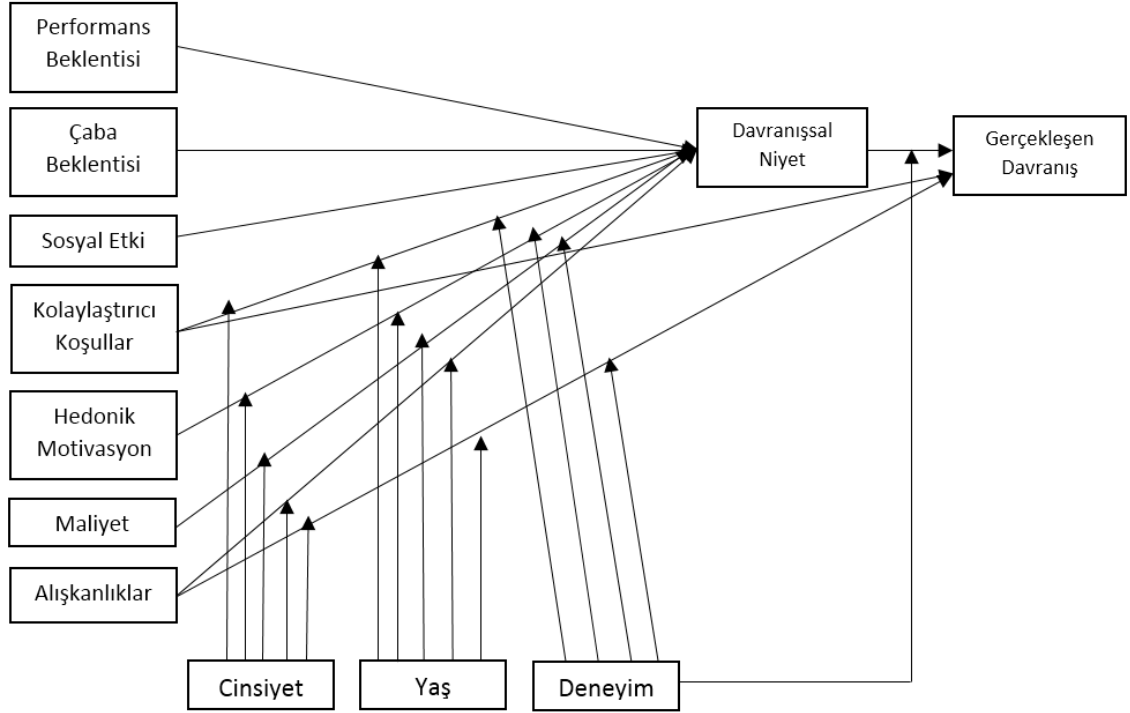 Performans
Beklentisi
Çaba
Beklentisi
Sosyal Etki
Kolaylaştırıcı
Koşullar
Hedonik
Motivasyon
Maliyet
Alışkanlıklar
Davranışsal
Niyet
Gerçekleşen
Davranış
Cinsiyet
Yaş
Deneyim